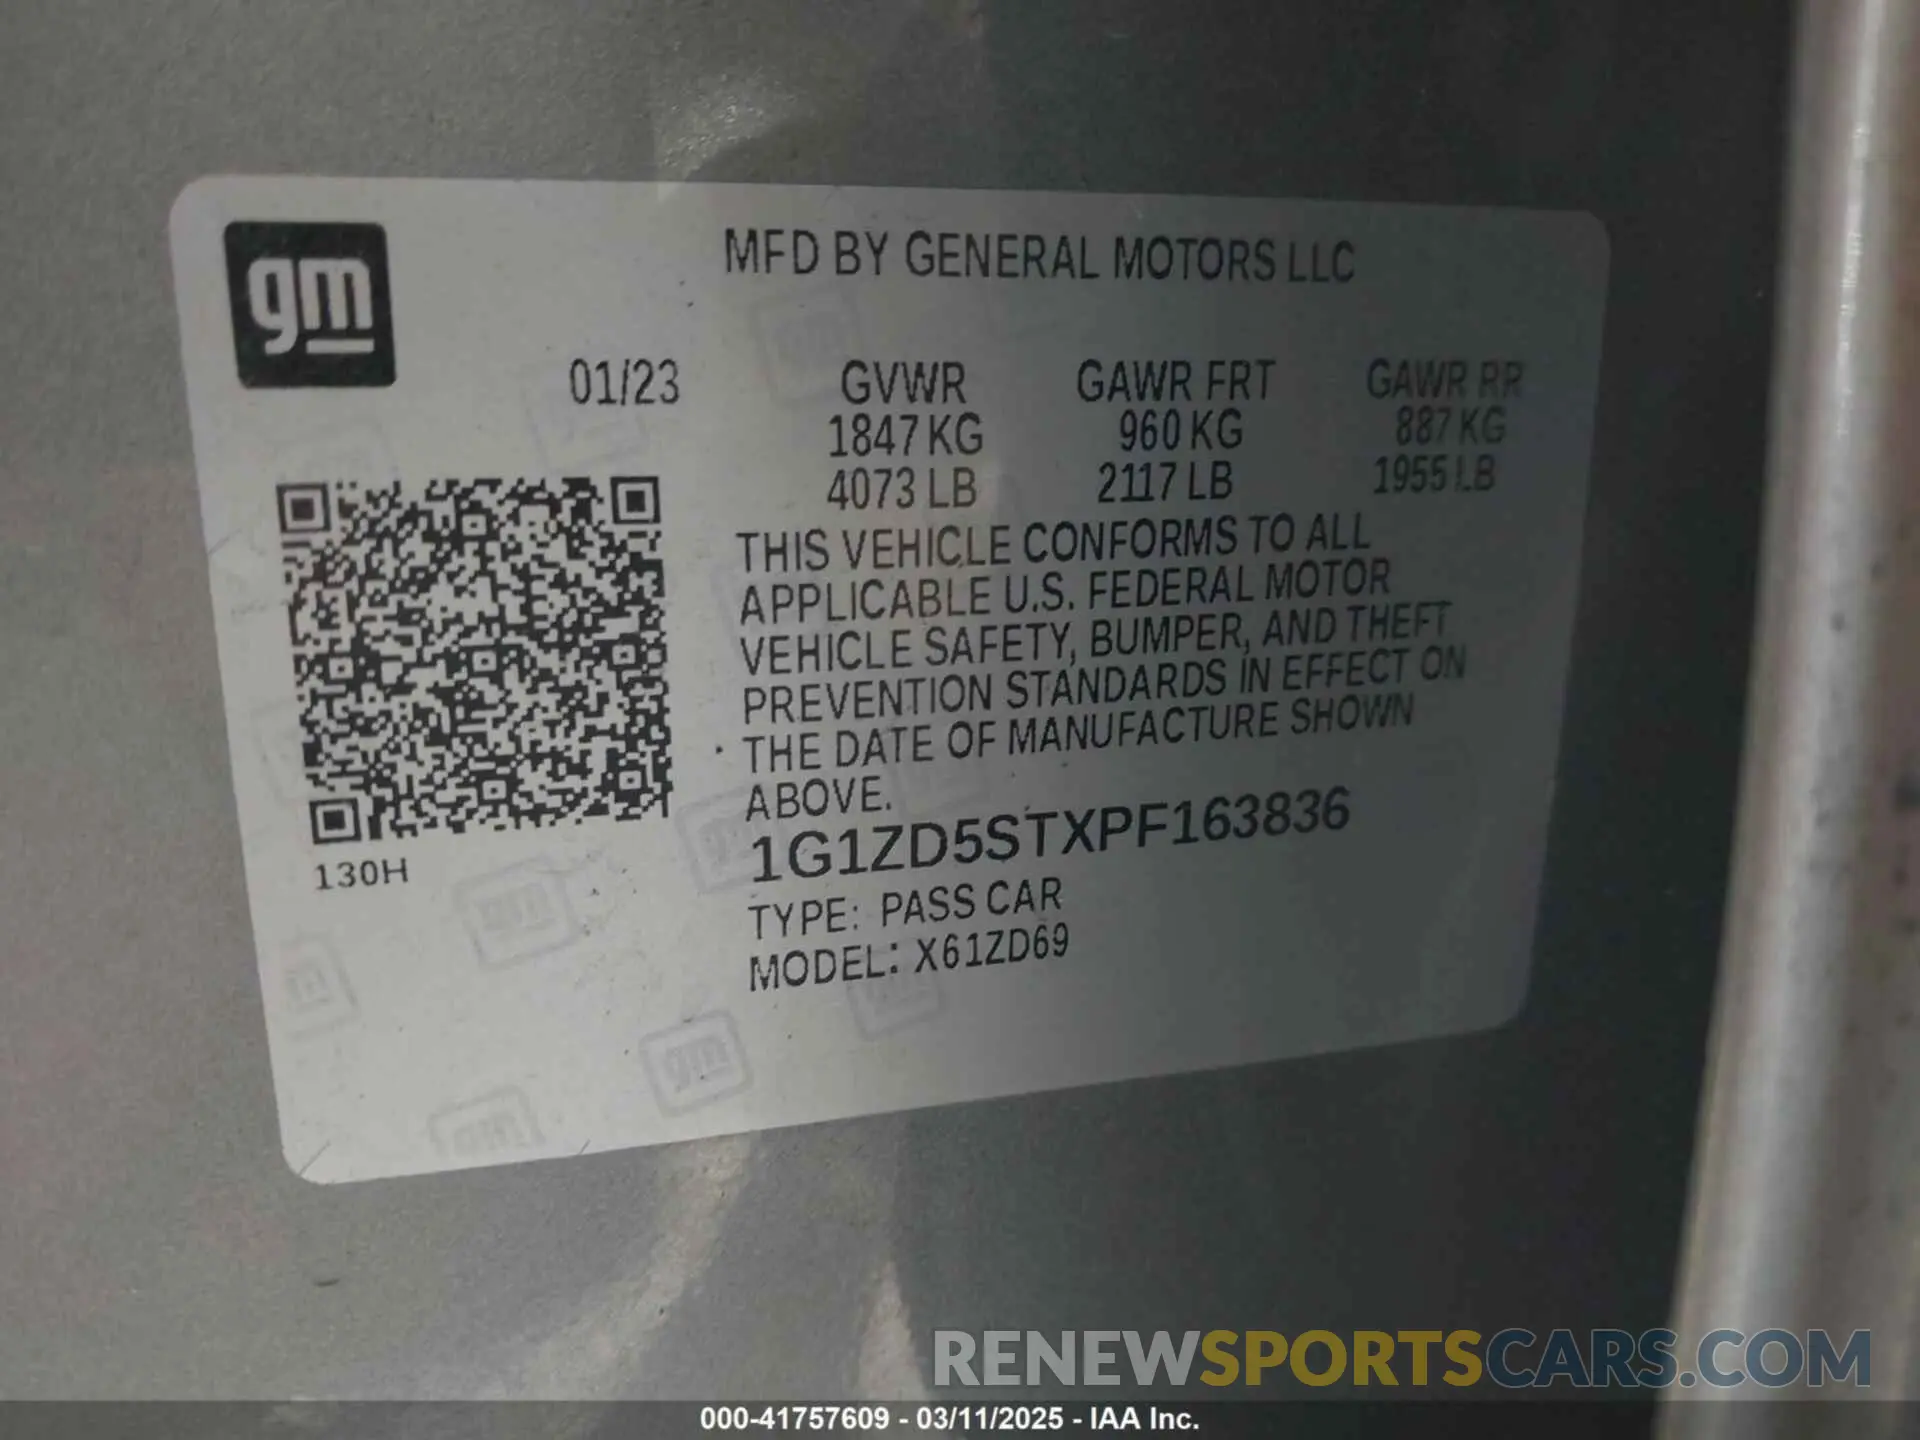 gm
MFD BY GENERAL MOTORS LLC
01/23 GVWR GAWR FRT GAWR RR
1847 KG 960 KG 887 KG
4073 LB 2117 LB 1955 LB
THIS VEHICLE CONFORMS TO ALL
APPLICABLE U.S. FEDERAL MOTOR
VEHICLE SAFETY, BUMPER, AND THEFT
PREVENTION STANDARDS IN EFFECT ON
THE DATE OF MANUFACTURE SHOWN
ABOVE.
130H
1G1ZD5STXPF163836
TYPE: PASS CAR
MODEL: X61ZD69
gm
RENEWSPORTSCARS.COM
000-41757609 - 03/11/2025 - IAA Inc.